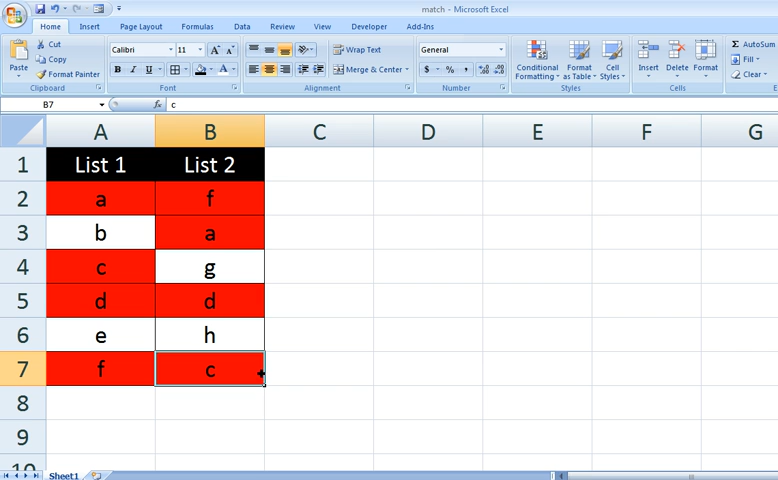 match - Microsoft Excel
Home Insert Page Layout Formulas Data Review View Developer Add-Ins
Cut
Copy
Format Painter
Paste
Clipboard
Calibri 11 A A
B I U A
Font
Wrap Text
Merge & Center
Alignment
General
$ % ,
Number
Conditional Formatting
Format as Table
Cell Styles
Styles
Insert Delete Format
Cells
Σ AutoSum
Fill
Clear
B7 fx c
A B C D E F G
1 List 1 List 2
2 a f
3 b a
4 c g
5 d d
6 e h
7 f c
8
9
10
Sheet1